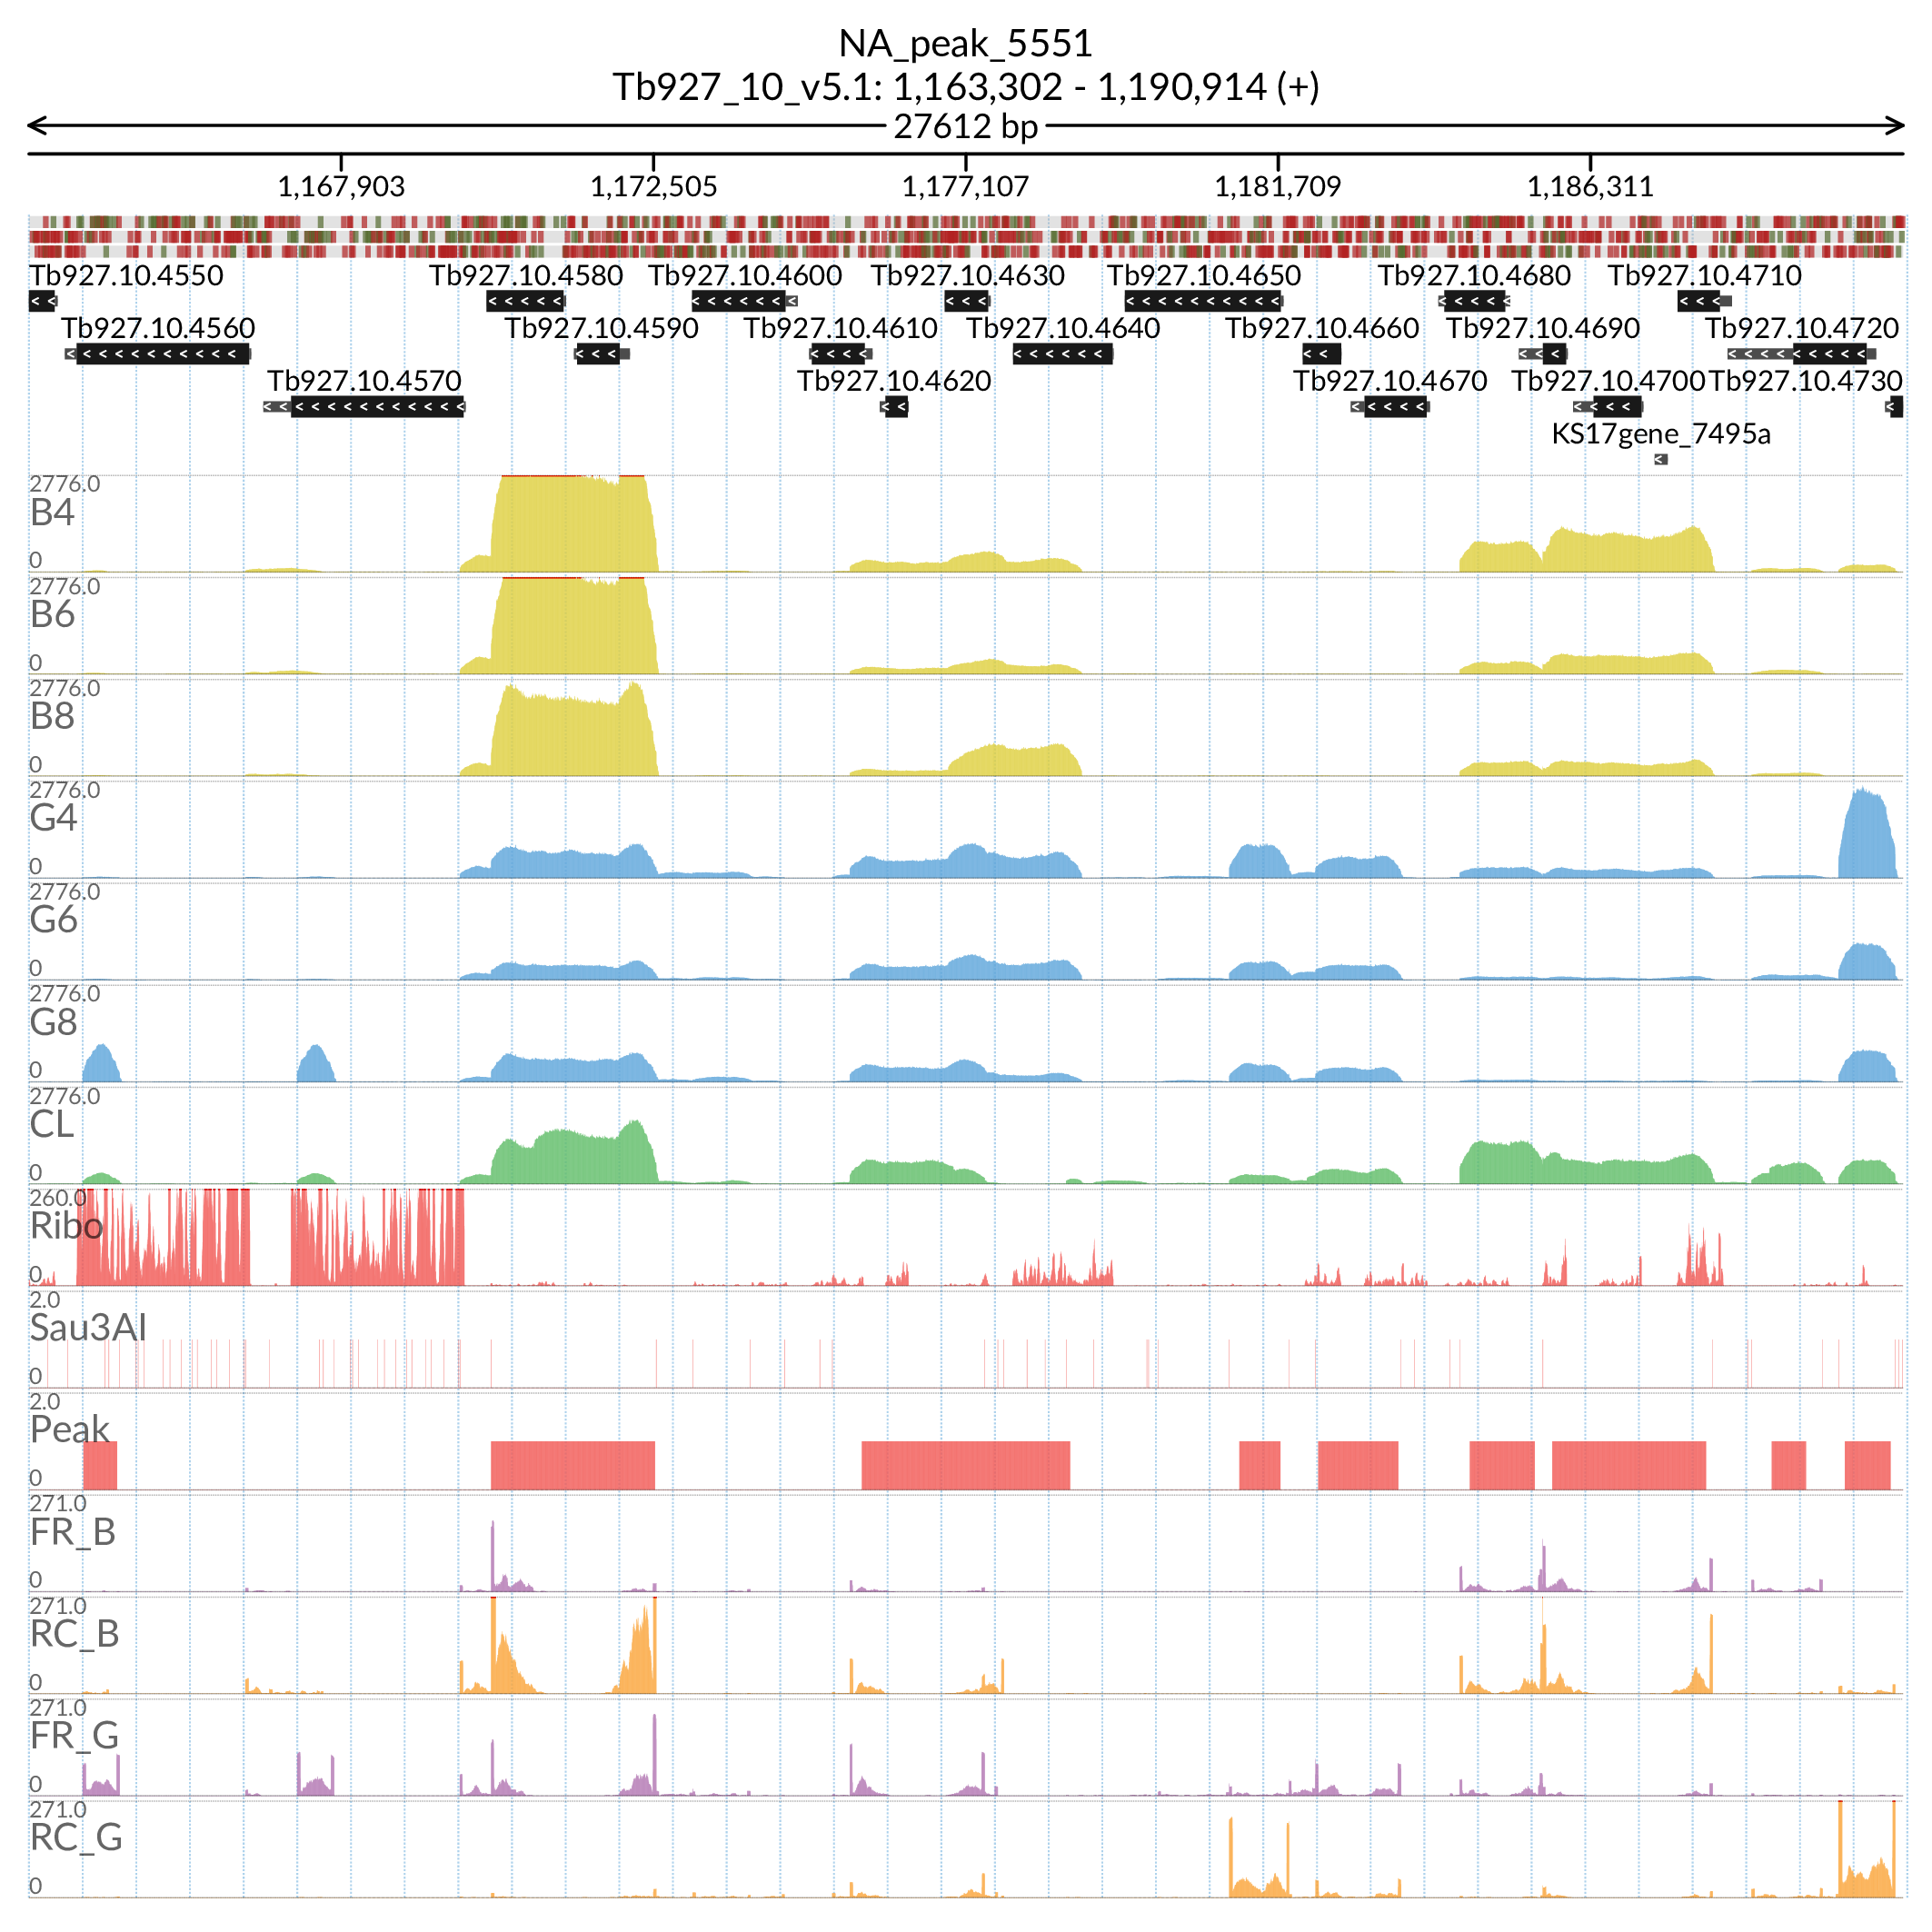 NA_peak_5551
Tb927_10_v5.1: 1,163,302 - 1,190,914 (+)
27612 bp
1,167,903 1,172,505 1,177,107 1,181,709 1,186,311
Tb927.10.4550 Tb927.10.4580 Tb927.10.4600 Tb927.10.4630 Tb927.10.4650 Tb927.10.4680 Tb927.10.4710
Tb927.10.4560 Tb927.10.4590 Tb927.10.4610 Tb927.10.4640 Tb927.10.4660 Tb927.10.4690 Tb927.10.4720
Tb927.10.4570 Tb927.10.4620 Tb927.10.4670 Tb927.10.4700 Tb927.10.4730
KS17gene_7495a
2776.0
B4
0
2776.0
B6
0
2776.0
B8
0
2776.0
G4
0
2776.0
G6
0
2776.0
G8
0
2776.0
CL
0
260.0
Ribo
0
2.0
Sau3AI
0
2.0
Peak
0
271.0
FR_B
0
271.0
RC_B
0
271.0
FR_G
0
271.0
RC_G
0